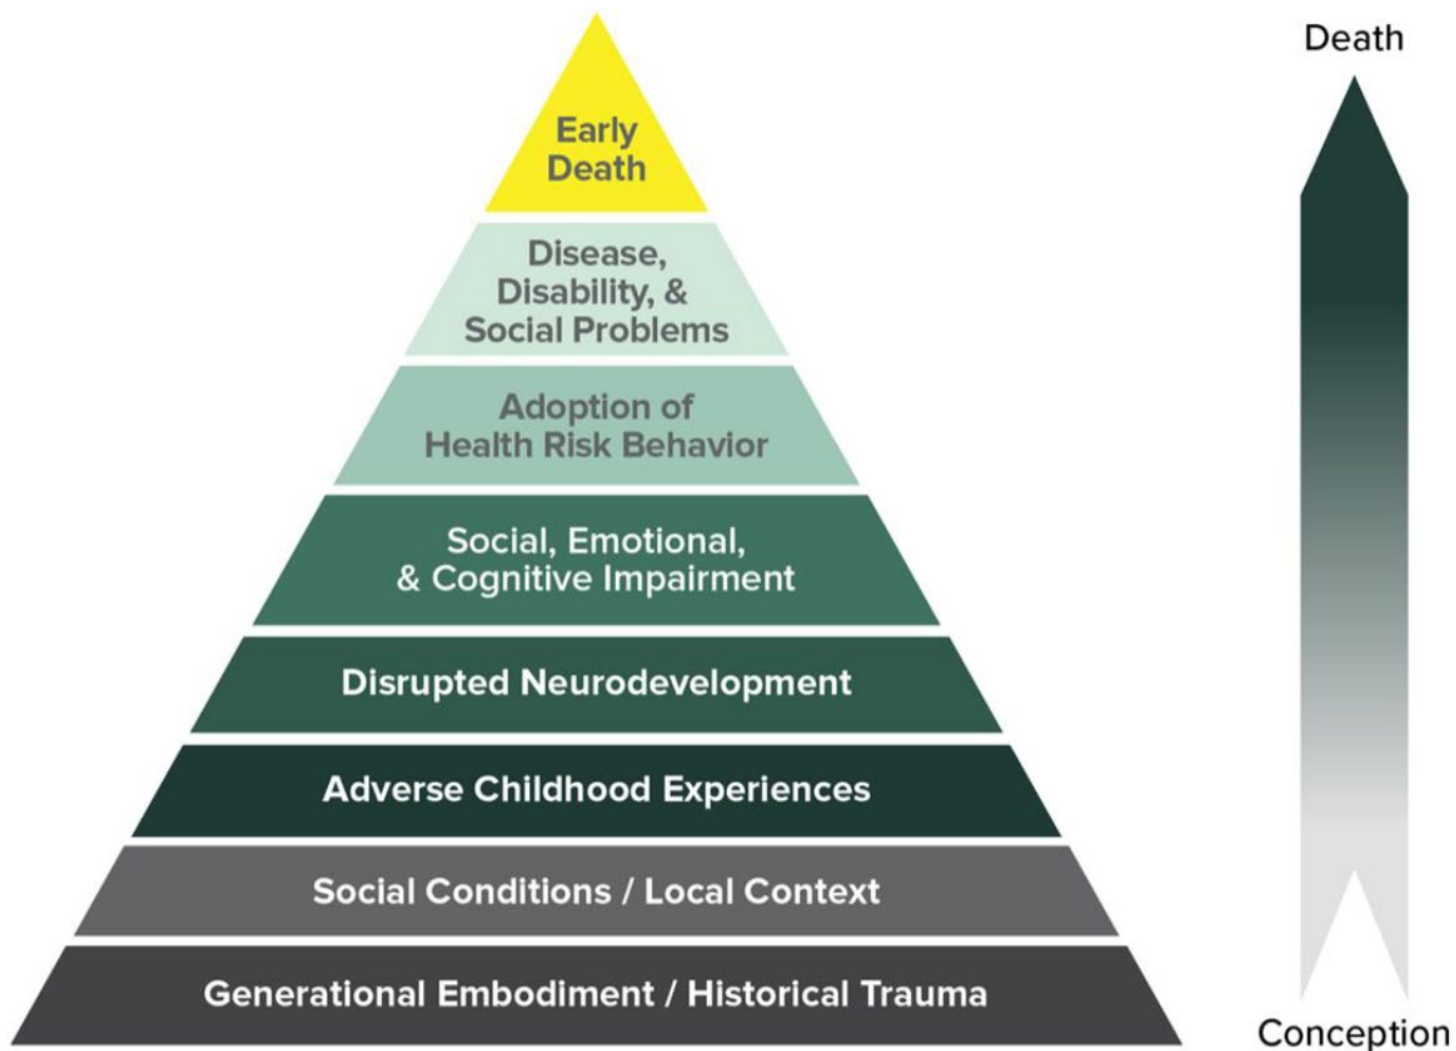 Death
Early
Death
Disease,
Disability, &
Social Problems
Adoption of
Health Risk Behavior
Social, Emotional,
& Cognitive Impairment
Disrupted Neurodevelopment
Adverse Childhood Experiences
Social Conditions / Local Context
Generational Embodiment / Historical Trauma
Conception